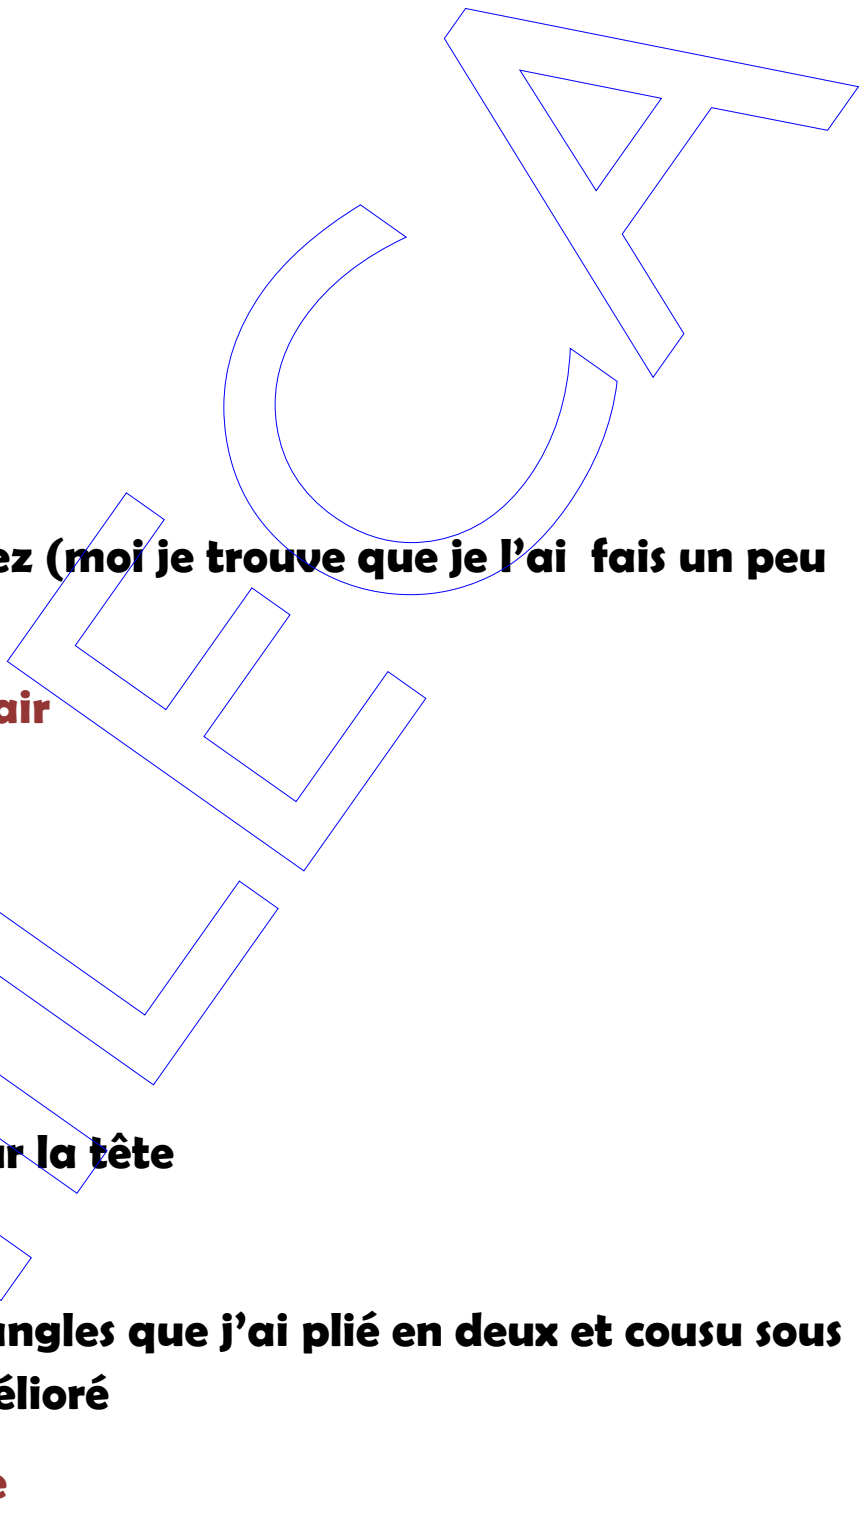 ez (moi je trouve que je l’ai  fais un peu
air
la tête
angles que j’ai plié en deux et cousu sous
élioré
e
ILECA